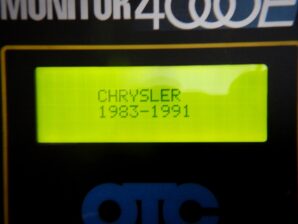 MONITOR 4000E
CHRYSLER
1983-1991
OTC